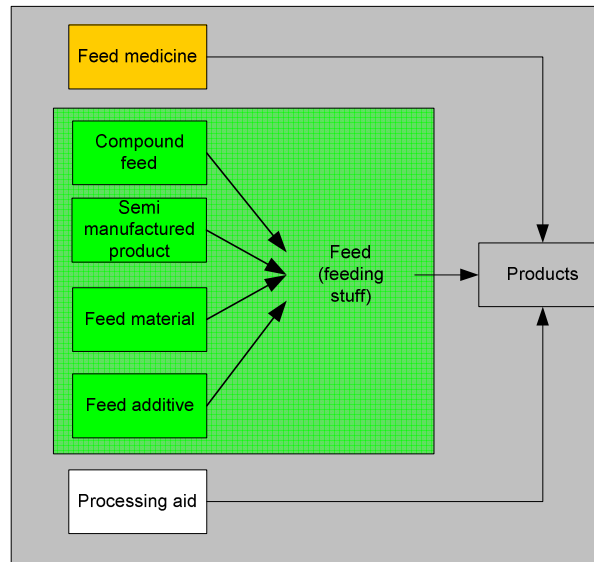 Feed medicine
Compound
feed
Semi
manufactured
product
Feed material
Feed additive
Feed
(feeding
stuff)
Products
Processing aid